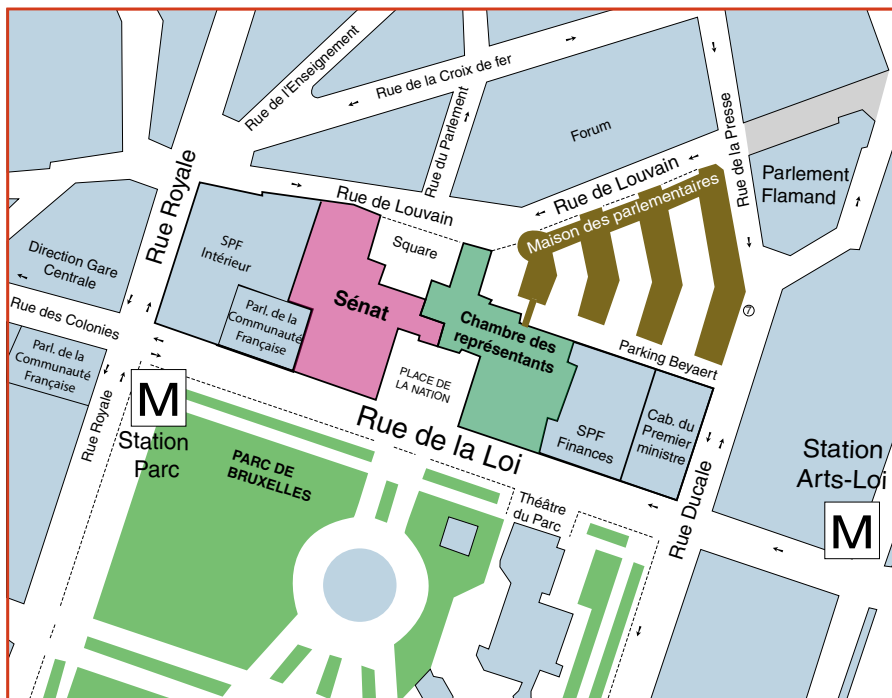 Rue de l'Enseignement
Rue de la Croix de fer
Rue du Parlement
Forum
Rue de la Presse
Parlement
Flamand
Rue Royale
Rue de Louvain
Rue de Louvain
Maison des parlementaires
SPF
Intérieur
Square
Direction Gare
Centrale
Sénat
Rue des Colonies
Parl. de la
Communauté
Française
Chambre des
représentants
Parking Beyaert
Parl. de la
Communauté
Française
PLACE DE
LA NATION
Rue de la Loi
SPF
Finances
Cab. du
Premier
ministre
M
Station
Parc
Rue Royale
PARC DE
BRUXELLES
Théâtre
du Parc
Rue Ducale
Station
Arts-Loi
M